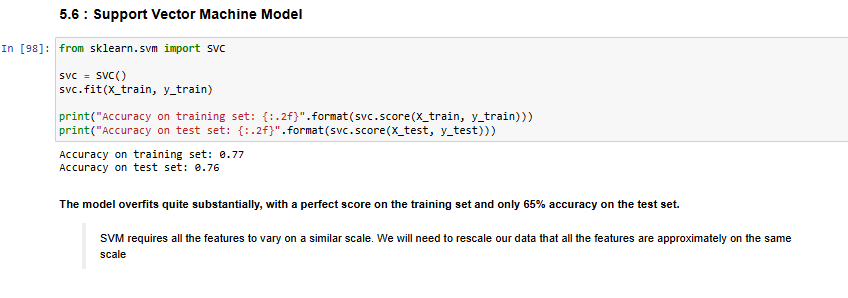 5.6 : Support Vector Machine Model
In [98]: from sklearn.svm import SVC
svc = SVC()
svc.fit(X_train, y_train)
print("Accuracy on training set: {:.2f}".format(svc.score(X_train, y_train)))
print("Accuracy on test set: {:.2f}".format(svc.score(X_test, y_test)))
Accuracy on training set: 0.77
Accuracy on test set: 0.76
The model overfits quite substantially, with a perfect score on the training set and only 65% accuracy on the test set.
SVM requires all the features to vary on a similar scale. We will need to rescale our data that all the features are approximately on the same
scale